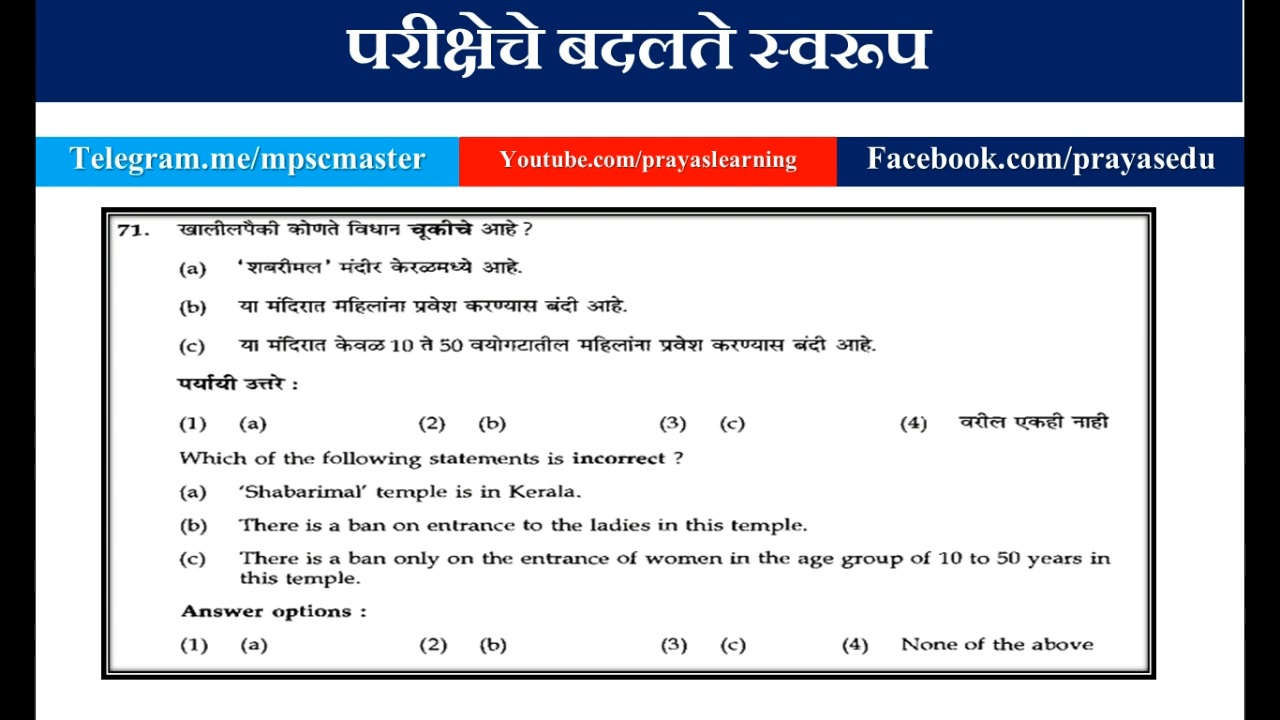 परीक्षेचे बदलते स्वरूप
Telegram.me/mpscmaster Youtube.com/prayaslearning Facebook.com/prayasedu
71. खालीलपैकी कोणते विधान चूकीचे आहे ?
(a) ‘शबरीमल’ मंदीर केरळमध्ये आहे.
(b) या मंदिरात महिलांना प्रवेश करण्यास बंदी आहे.
(c) या मंदिरात केवळ 10 ते 50 वयोगटातील महिलांना प्रवेश करण्यास बंदी आहे.
पर्यायी उत्तरे :
(1) (a) (2) (b) (3) (c) (4) वरील एकही नाही
Which of the following statements is incorrect ?
(a) ‘Shabarimal’ temple is in Kerala.
(b) There is a ban on entrance to the ladies in this temple.
(c) There is a ban only on the entrance of women in the age group of 10 to 50 years in
this temple.
Answer options :
(1) (a) (2) (b) (3) (c) (4) None of the above